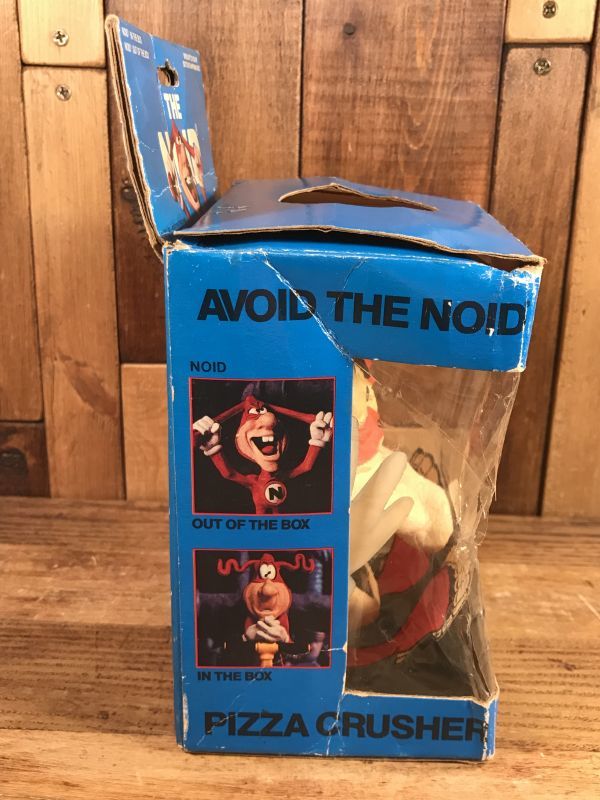 THE
NOID
AVOID THE NOID
NOID
N
OUT OF THE BOX
IN THE BOX
PIZZA CRUSHER